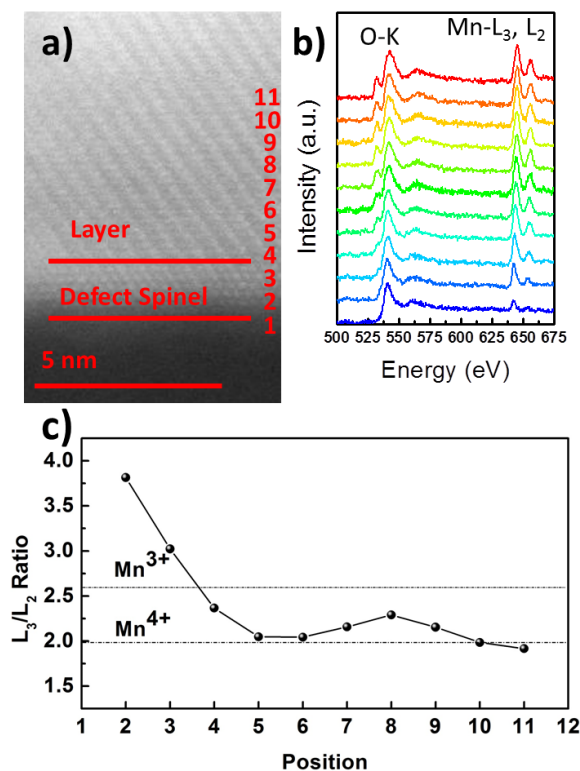 a)
11
10
9
8
7
6
5
4
3
2
1
Layer
Defect Spinel
5 nm
b)
O-K
Mn-L₃, L₂
Intensity (a.u.)
500 525 550 575 600 625 650 675
Energy (eV)
c)
4.0
3.5
3.0
2.5
2.0
1.5
L₃/L₂ Ratio
Mn³⁺
Mn⁴⁺
1 2 3 4 5 6 7 8 9 10 11 12
Position